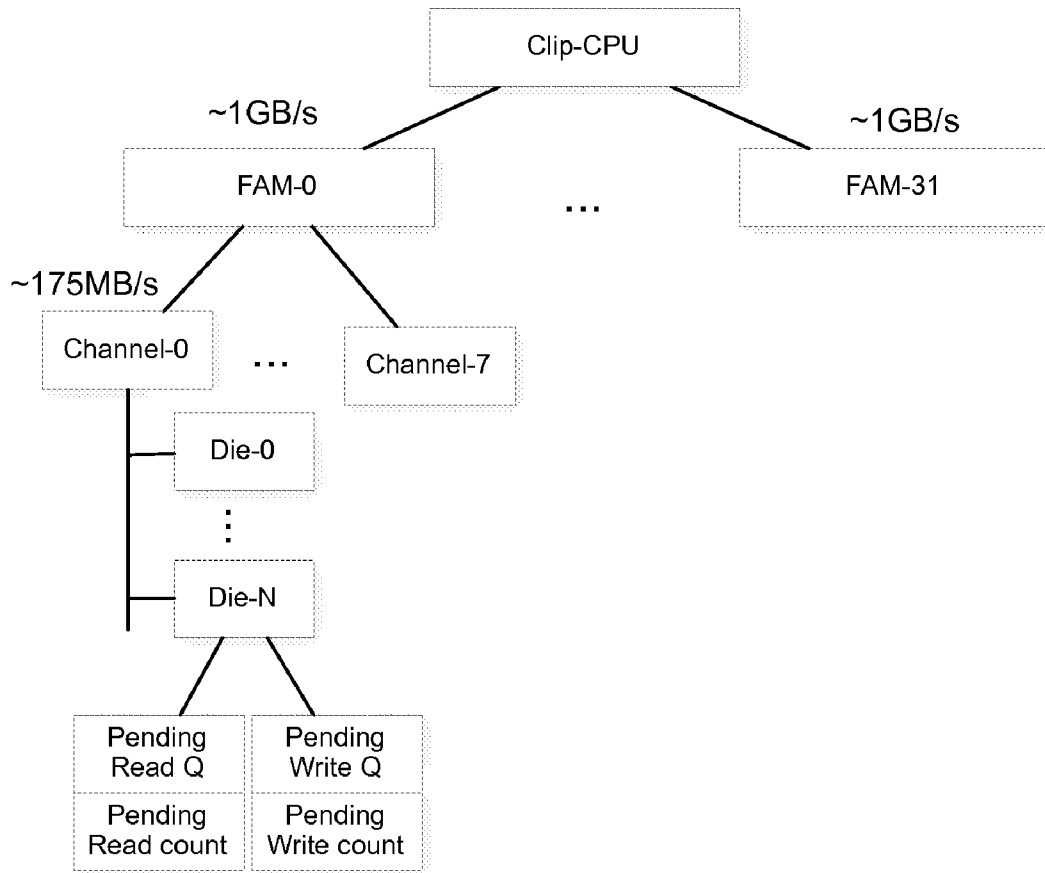 Clip-CPU
~1GB/s
~1GB/s
FAM-0
...
FAM-31
~175MB/s
Channel-0
...
Channel-7
Die-0
⋮
Die-N
Pending
Read Q
Pending
Write Q
Pending
Read count
Pending
Write count